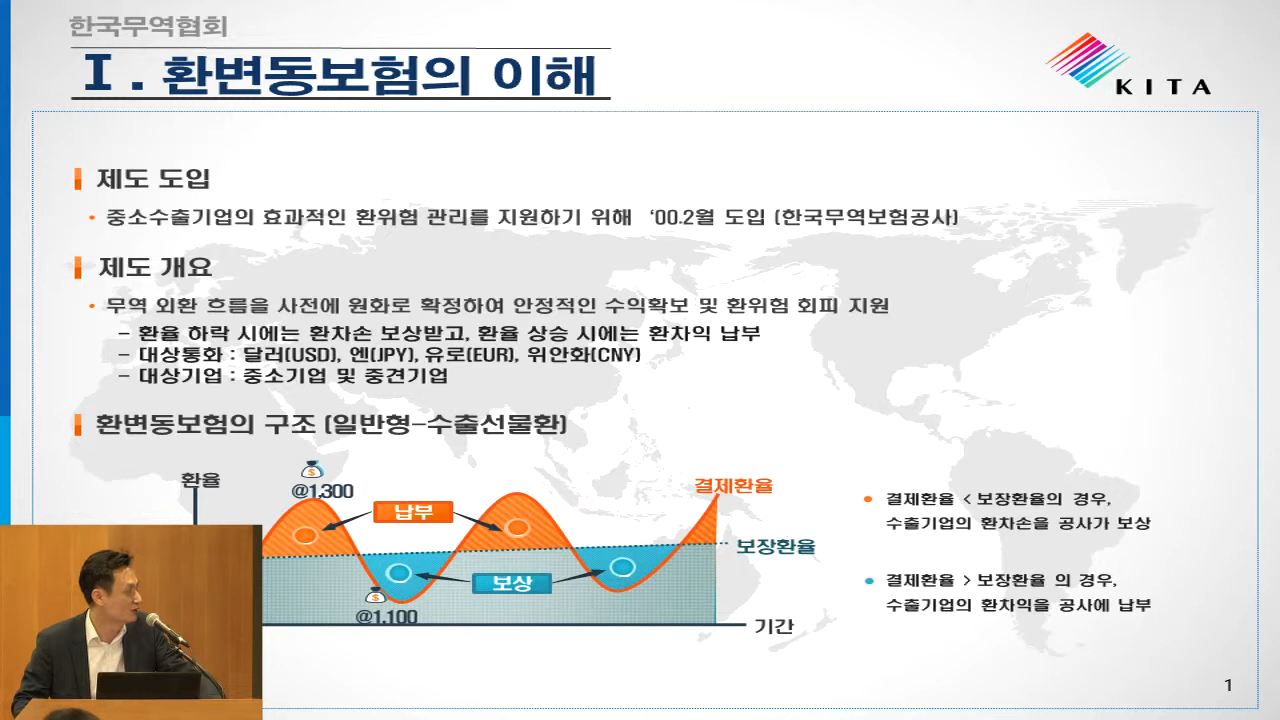 한국무역협회
Ⅰ. 환변동보험의 이해
KITA
제도 도입
• 중소수출기업의 효과적인 환위험 관리를 지원하기 위해 ‘00.2월 도입 (한국무역보험공사)
제도 개요
• 무역 외환 흐름을 사전에 원화로 확정하여 안정적인 수익확보 및 환위험 회피 지원
– 환율 하락 시에는 환차손 보상받고, 환율 상승 시에는 환차익 납부
– 대상통화 : 달러(USD), 엔(JPY), 유로(EUR), 위안화(CNY)
– 대상기업 : 중소기업 및 중견기업
환변동보험의 구조 (일반형-수출선물환)
환율
$
@1,300
납부
결제환율
보장환율
보상
$
@1,100
기간
• 결제환율 < 보장환율의 경우,
수출기업의 환차손을 공사가 보상
• 결제환율 > 보장환율 의 경우,
수출기업의 환차익을 공사에 납부
1